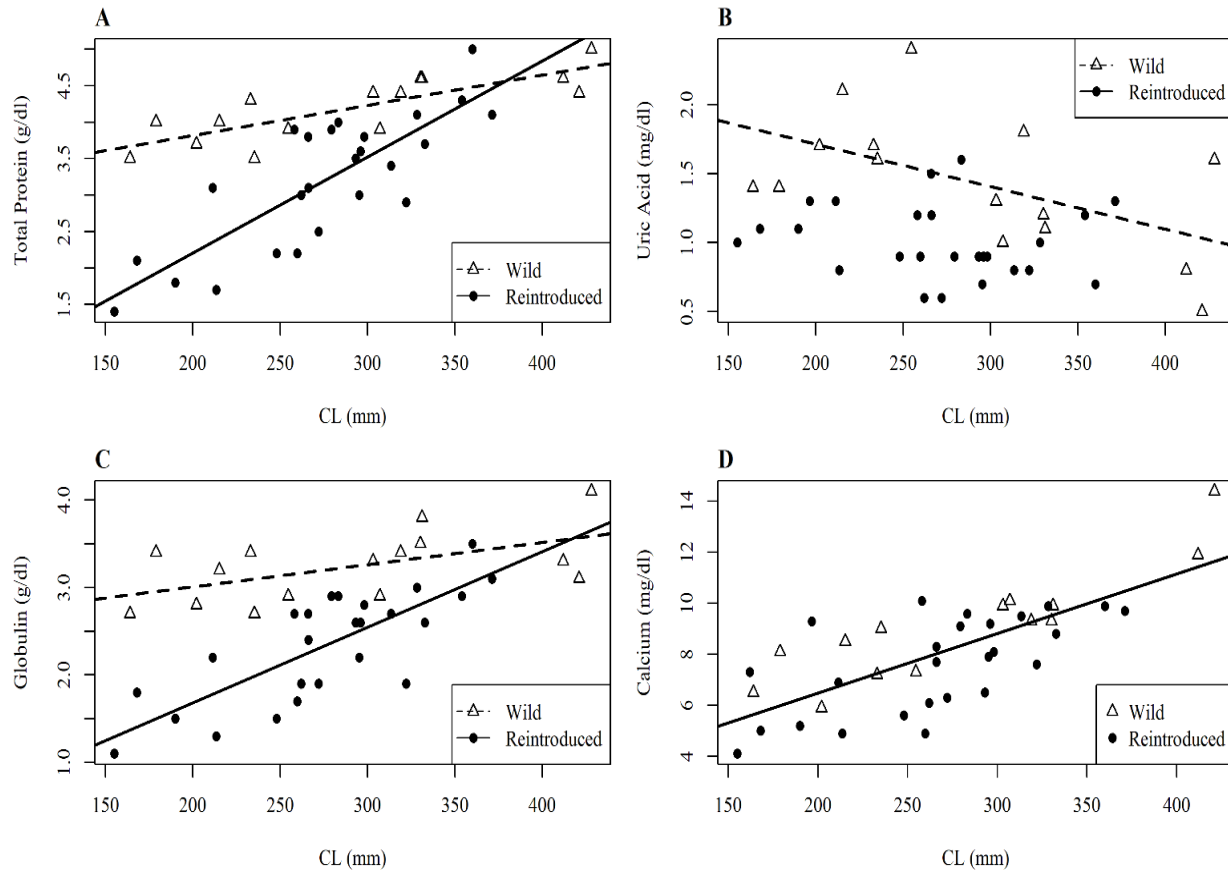 A
Total Protein (g/dl)
4.5
3.5
2.5
1.5
Wild
Reintroduced
150 200 250 300 350 400
CL (mm)
B
Uric Acid (mg/dl)
2.0
1.5
1.0
0.5
Wild
Reintroduced
150 200 250 300 350 400
CL (mm)
C
Globulin (g/dl)
4.0
3.0
2.0
1.0
Wild
Reintroduced
150 200 250 300 350 400
CL (mm)
D
Calcium (mg/dl)
14
12
10
8
6
4
Wild
Reintroduced
150 200 250 300 350 400
CL (mm)